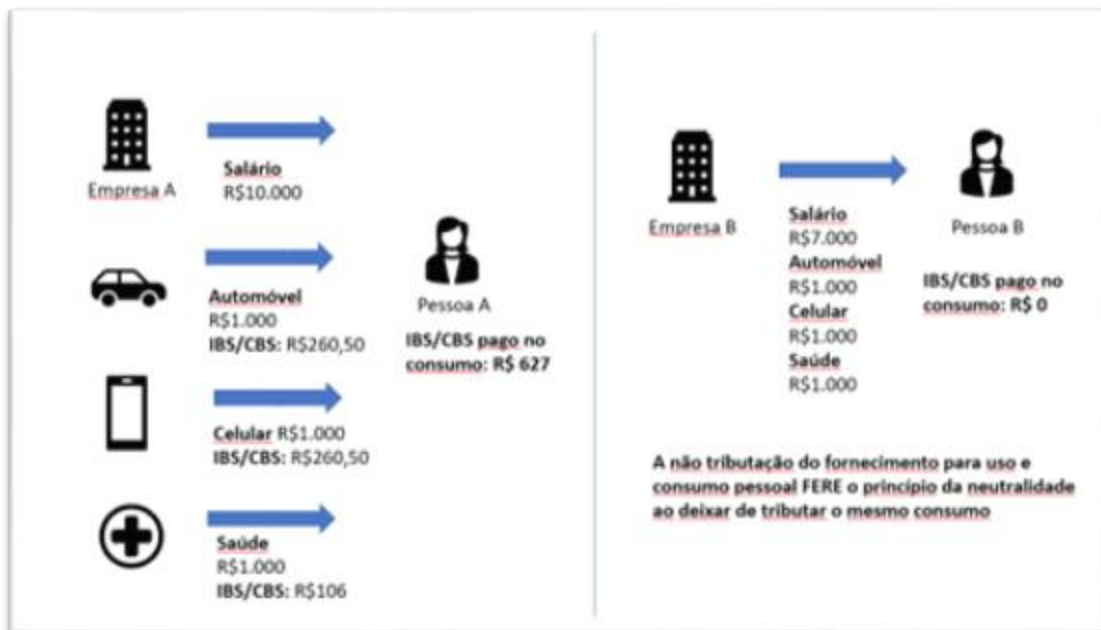 Empresa A
Salário
R$10.000
Automóvel
R$1.000
IBS/CBS: R$260,50
Celular R$1.000
IBS/CBS: R$260,50
Saúde
R$1.000
IBS/CBS: R$106
Pessoa A
IBS/CBS pago no
consumo: R$ 627
Empresa B
Salário
R$7.000
Automóvel
R$1.000
Celular
R$1.000
Saúde
R$1.000
Pessoa B
IBS/CBS pago no
consumo: R$ 0
A não tributação do fornecimento para uso e
consumo pessoal FERE o princípio da neutralidade
ao deixar de tributar o mesmo consumo